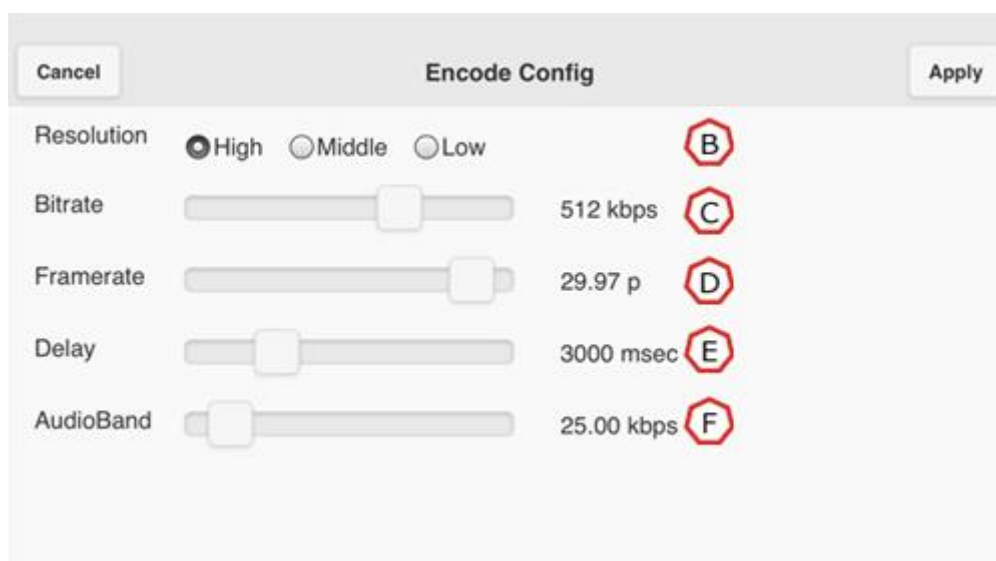 Cancel Encode Config Apply
Resolution High Middle Low B
Bitrate 512 kbps C
Framerate 29.97 p D
Delay 3000 msec E
AudioBand 25.00 kbps F